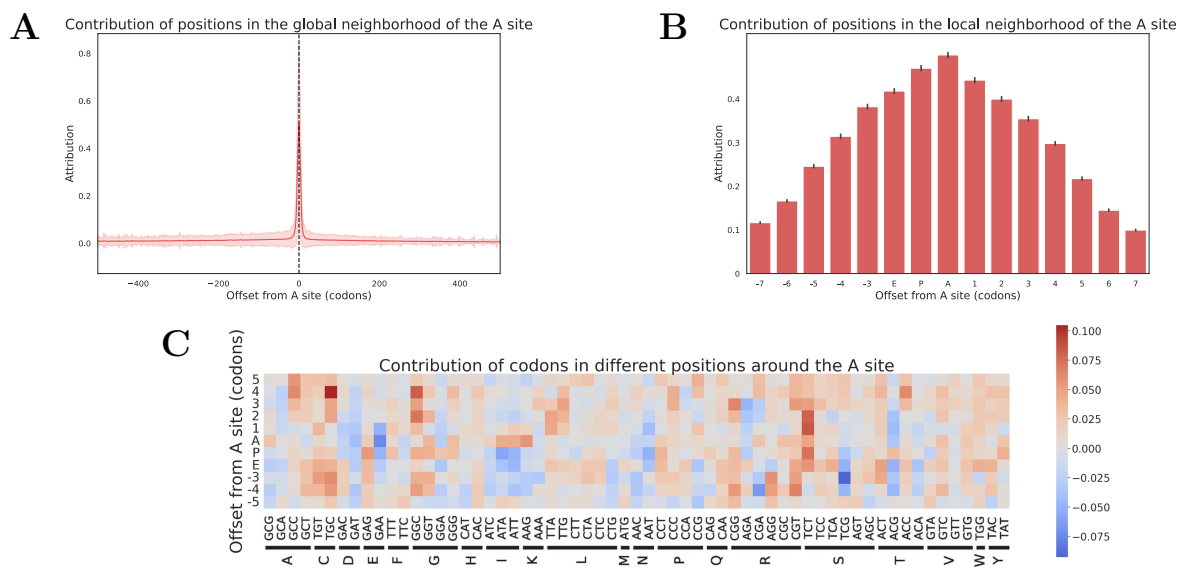 A
Contribution of positions in the global neighborhood of the A site
Attribution
0.8
0.6
0.4
0.2
0.0
−400 −200 0 200 400
Offset from A site (codons)
B
Contribution of positions in the local neighborhood of the A site
Attribution
0.4
0.3
0.2
0.1
0
-7 -6 -5 -4 -3 E P A 1 2 3 4 5 6 7
Offset from A site (codons)
C
Contribution of codons in different positions around the A site
Offset from A site (codons)
5
4
3
2
1
A
P
E
-3
-4
-5
GCG GCA GCC GCT TGT TGC GAC GAT GAG GAA TTT TTC GGC GGT GGA GGG CAT CAC ATC ATA ATT AAG AAA TTA TTG CTT CTA CTC CTG ATG AAC AAT CCT CCC CCA CCG CAG CAA CGG AGA CGA AGG CGC CGT TCT TCC TCA TCG AGT AGC ACT ACG ACC ACA GTA GTC GTT GTG TGG TAC TAT
A C D E F G H I K L M N P Q R S T V W Y
0.100
0.075
0.050
0.025
0.000
−0.025
−0.050
−0.075